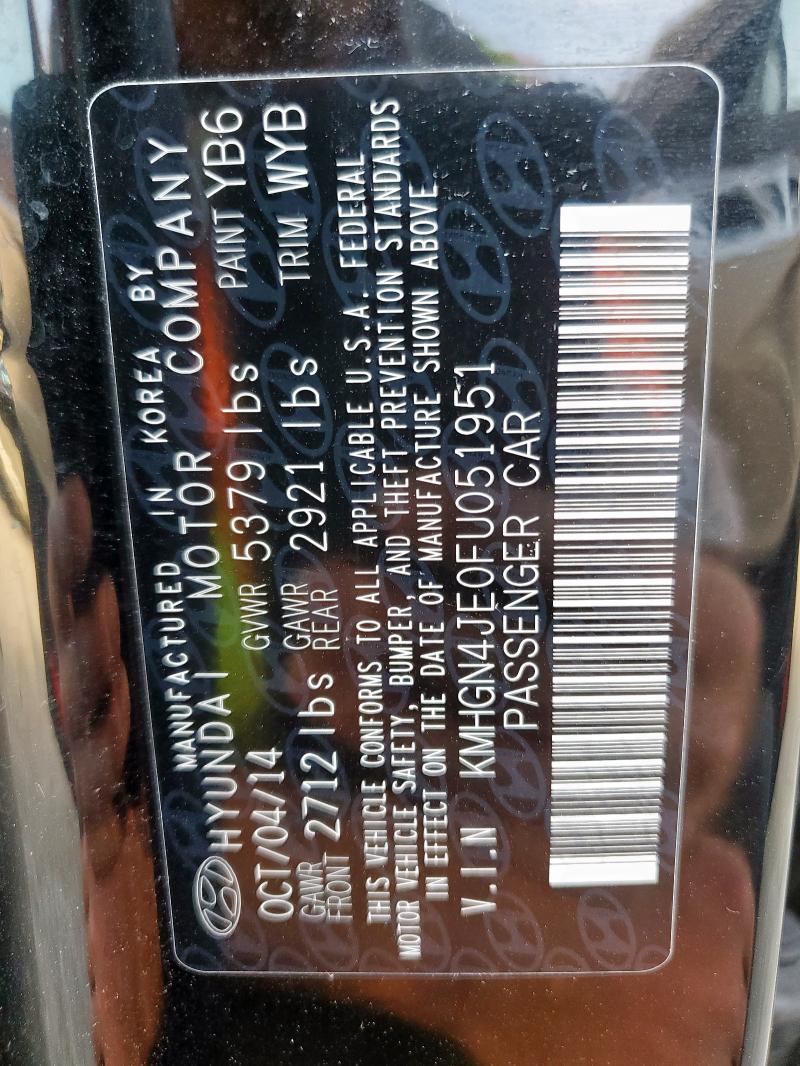 MANUFACTURED IN KOREA BY
HYUNDAI MOTOR COMPANY
OCT/04/14 GVWR 5379 lbs PAINT YB6
GAWR FRONT 2712 lbs GAWR REAR 2921 lbs TRIM WYB
THIS VEHICLE CONFORMS TO ALL APPLICABLE U.S.A. FEDERAL
MOTOR VEHICLE SAFETY, BUMPER, AND THEFT PREVENTION STANDARDS
IN EFFECT ON THE DATE OF MANUFACTURE SHOWN ABOVE.
V.I.N KMHGN4JE0FU051951
PASSENGER CAR